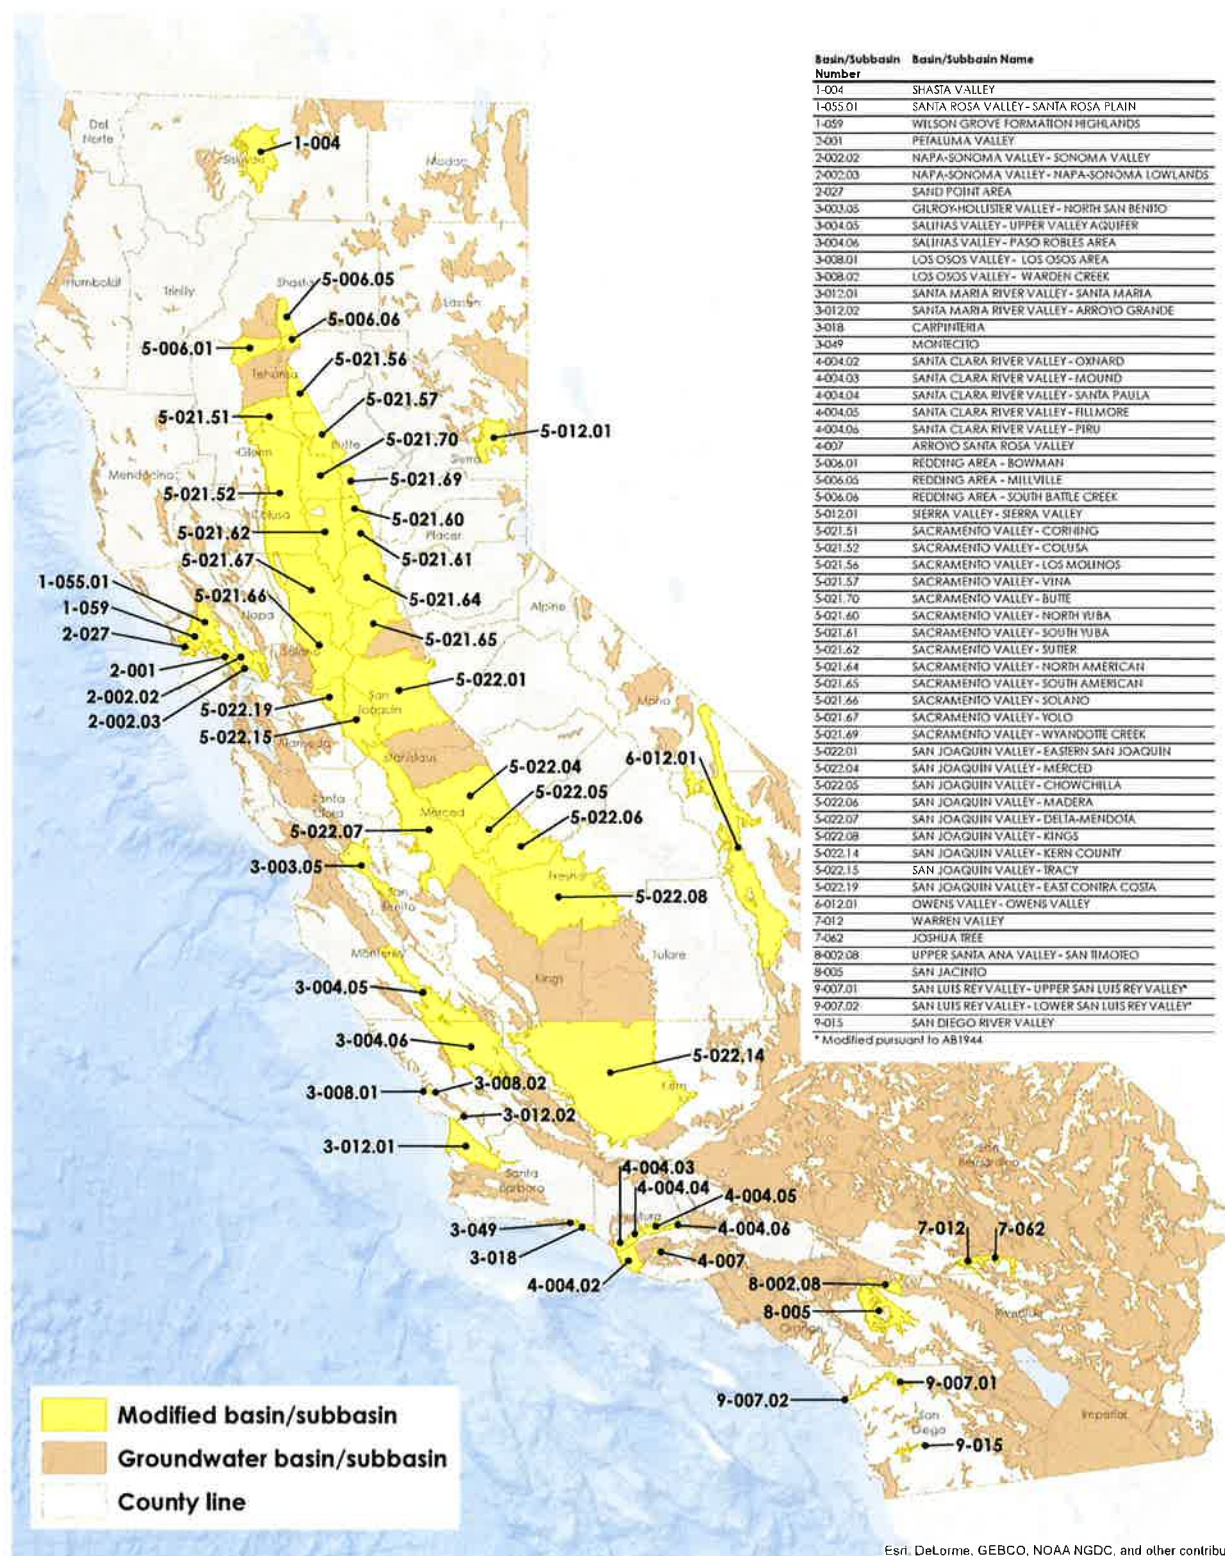 Basin/Subbasin Number Basin/Subbasin Name
1-004 SHASTA VALLEY
1-055.01 SANTA ROSA VALLEY - SANTA ROSA PLAIN
1-059 WILSON GROVE FORMATION HIGHLANDS
2-001 PETALUMA VALLEY
2-002.02 NAPA-SONOMA VALLEY - SONOMA VALLEY
2-002.03 NAPA-SONOMA VALLEY - NAPA-SONOMA LOWLANDS
2-027 SAND POINT AREA
3-003.05 GILROY-HOLLISTER VALLEY - NORTH SAN BENITO
3-004.05 SALINAS VALLEY - UPPER VALLEY AQUIFER
3-004.06 SALINAS VALLEY - PASO ROBLES AREA
3-008.01 LOS OSOS VALLEY - LOS OSOS AREA
3-008.02 LOS OSOS VALLEY - WARDEN CREEK
3-012.01 SANTA MARIA RIVER VALLEY - SANTA MARIA
3-012.02 SANTA MARIA RIVER VALLEY - ARROYO GRANDE
3-018 CARPINTERIA
3-049 MONTECITO
4-004.02 SANTA CLARA RIVER VALLEY - OXNARD
4-004.03 SANTA CLARA RIVER VALLEY - MOUND
4-004.04 SANTA CLARA RIVER VALLEY - SANTA PAULA
4-004.05 SANTA CLARA RIVER VALLEY - FILLMORE
4-004.06 SANTA CLARA RIVER VALLEY - PIRU
4-007 ARROYO SANTA ROSA VALLEY
5-006.01 REDDING AREA - BOWMAN
5-006.05 REDDING AREA - MILLVILLE
5-006.06 REDDING AREA - SOUTH BATTLE CREEK
5-012.01 SIERRA VALLEY - SIERRA VALLEY
5-021.51 SACRAMENTO VALLEY - CORNING
5-021.52 SACRAMENTO VALLEY - COLUSA
5-021.56 SACRAMENTO VALLEY - LOS MOLINOS
5-021.57 SACRAMENTO VALLEY - VINA
5-021.70 SACRAMENTO VALLEY - BUTTE
5-021.60 SACRAMENTO VALLEY - NORTH YUBA
5-021.61 SACRAMENTO VALLEY - SOUTH YUBA
5-021.62 SACRAMENTO VALLEY - SUTTER
5-021.64 SACRAMENTO VALLEY - NORTH AMERICAN
5-021.65 SACRAMENTO VALLEY - SOUTH AMERICAN
5-021.66 SACRAMENTO VALLEY - SOLANO
5-021.67 SACRAMENTO VALLEY - YOLO
5-021.69 SACRAMENTO VALLEY - WYANDOTTE CREEK
5-022.01 SAN JOAQUIN VALLEY - EASTERN SAN JOAQUIN
5-022.04 SAN JOAQUIN VALLEY - MERCED
5-022.05 SAN JOAQUIN VALLEY - CHOWCHILLA
5-022.06 SAN JOAQUIN VALLEY - MADERA
5-022.07 SAN JOAQUIN VALLEY - DELTA-MENDOTA
5-022.08 SAN JOAQUIN VALLEY - KINGS
5-022.14 SAN JOAQUIN VALLEY - KERN COUNTY
5-022.15 SAN JOAQUIN VALLEY - TRACY
5-022.19 SAN JOAQUIN VALLEY - EAST CONTRA COSTA
6-012.01 OWENS VALLEY - OWENS VALLEY
7-012 WARREN VALLEY
7-062 JOSHUA TREE
8-002.08 UPPER SANTA ANA VALLEY - SAN TIMOTEO
8-005 SAN JACINTO
9-007.01 SAN LUIS REY VALLEY - UPPER SAN LUIS REY VALLEY*
9-007.02 SAN LUIS REY VALLEY - LOWER SAN LUIS REY VALLEY*
9-015 SAN DIEGO RIVER VALLEY
* Modified pursuant to AB1944
Del Norte
Siskiyou
1-004
Modoc
Humboldt
Trinity
Shasta
Lassen
5-006.05
5-006.06
5-006.01
5-021.56
Tehama
5-021.57
5-021.51
5-021.70
5-012.01
Butte
Glenn
Sierra
Mendocino
5-021.69
5-021.52
Colusa
5-021.60
5-021.62
Placer
5-021.61
5-021.67
1-055.01
5-021.66
5-021.64
1-059
Napa
Alpine
2-027
5-021.65
Solano
2-001
5-022.01
2-002.02
San Joaquin
5-022.19
Mono
2-002.03
5-022.15
Alameda
Stanislaus
5-022.04
6-012.01
5-022.05
Santa Clara
Merced
5-022.06
5-022.07
3-003.05
Fresno
5-022.08
San Benito
Monterey
Tulare
Kings
3-004.05
3-004.06
5-022.14
Kern
3-008.02
3-008.01
3-012.02
3-012.01
San Bernardino
Santa Barbara
4-004.03
4-004.04
4-004.05
3-049
4-004.06
7-012
7-062
3-018
4-007
4-004.02
8-002.08
8-005
Riverside
Orange
9-007.01
9-007.02
San Diego
Imperial
9-015
Modified basin/subbasin
Groundwater basin/subbasin
County line
Esri, DeLorme, GEBCO, NOAA NGDC, and other contribu